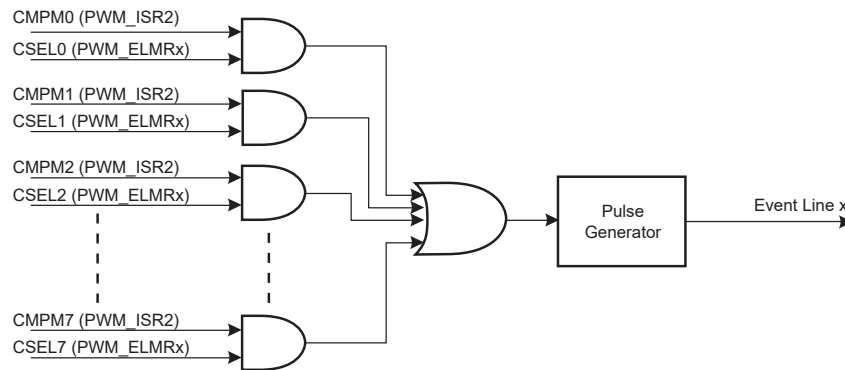 CMPM0 (PWM_ISR2)
CSEL0 (PWM_ELMRx)
CMPM1 (PWM_ISR2)
CSEL1 (PWM_ELMRx)
CMPM2 (PWM_ISR2)
CSEL2 (PWM_ELMRx)
Pulse
Generator
Event Line x
CMPM7 (PWM_ISR2)
CSEL7 (PWM_ELMRx)